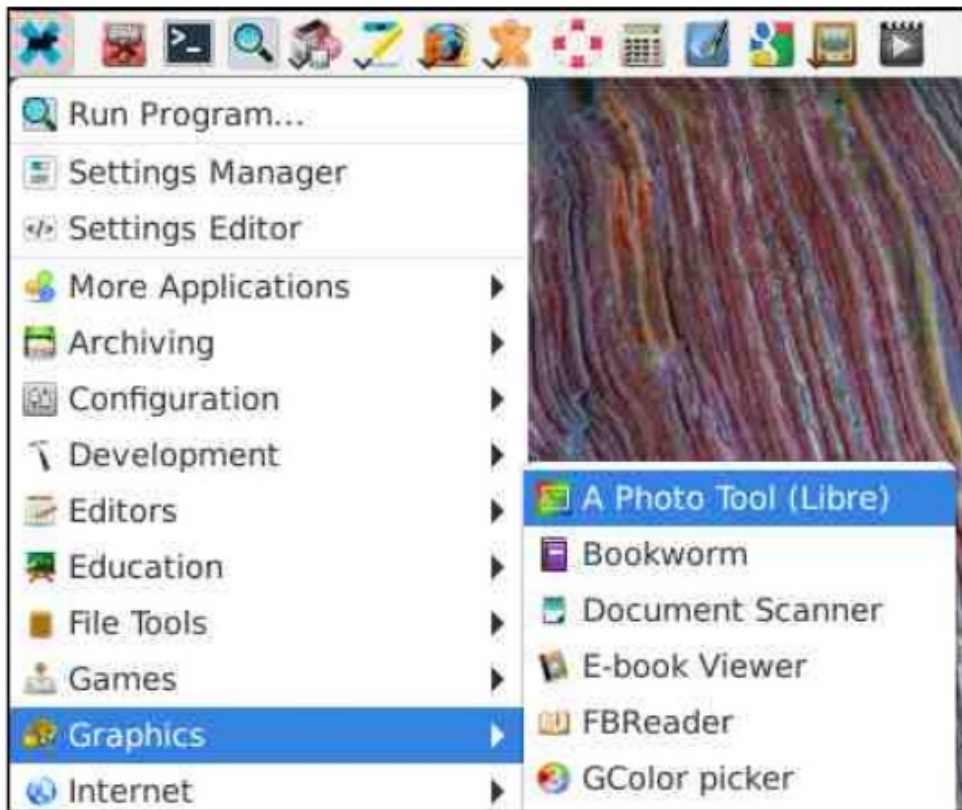 Run Program...
Settings Manager
Settings Editor
More Applications
Archiving
Configuration
Development
Editors
Education
File Tools
Games
Graphics
Internet
A Photo Tool (Libre)
Bookworm
Document Scanner
E-book Viewer
FBReader
GColor picker